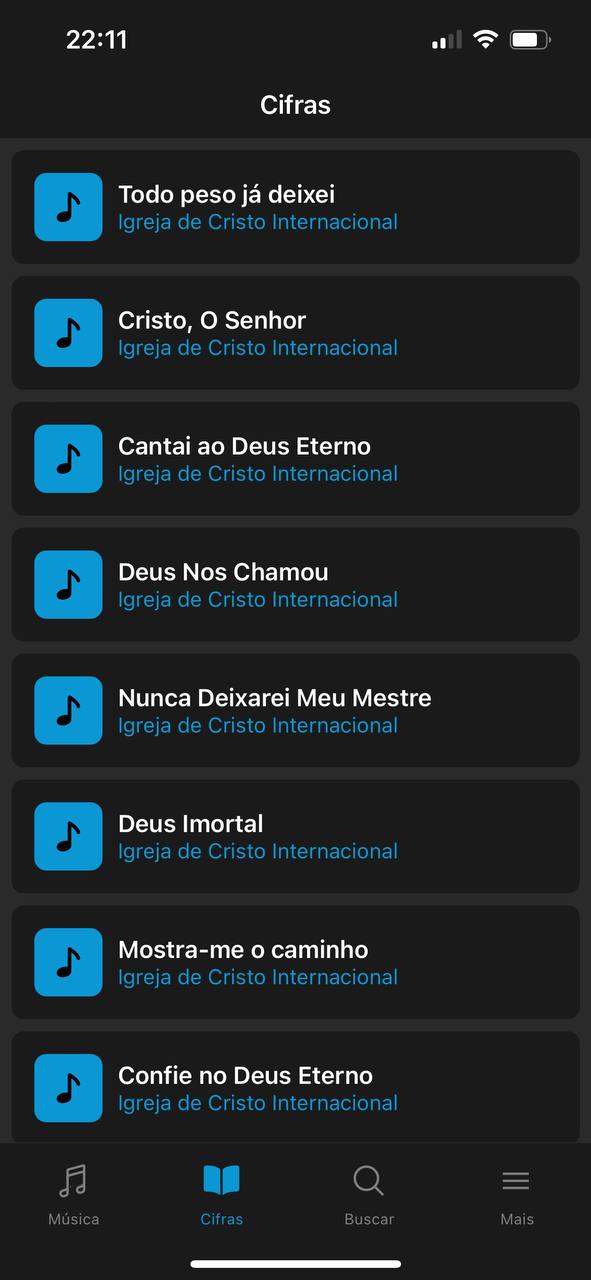 22:11
Cifras
Todo peso já deixei
Igreja de Cristo Internacional
Cristo, O Senhor
Igreja de Cristo Internacional
Cantai ao Deus Eterno
Igreja de Cristo Internacional
Deus Nos Chamou
Igreja de Cristo Internacional
Nunca Deixarei Meu Mestre
Igreja de Cristo Internacional
Deus Imortal
Igreja de Cristo Internacional
Mostra-me o caminho
Igreja de Cristo Internacional
Confie no Deus Eterno
Igreja de Cristo Internacional
Música Cifras Buscar Mais